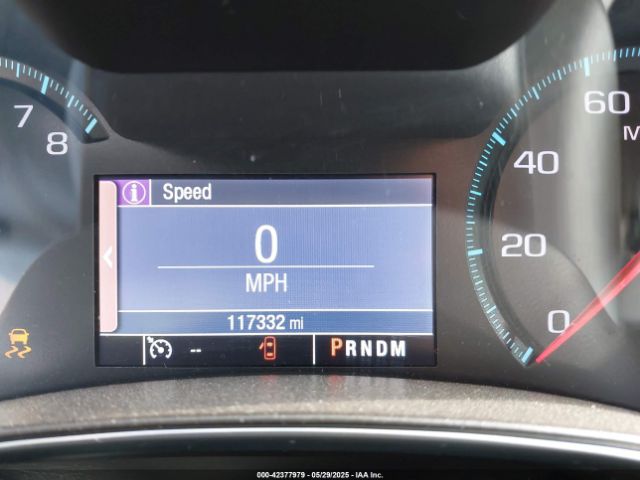 7
8
i Speed
0
MPH
117332 mi
--
PRNDM
60
M
40
20
0
000-42377979 | 05/29/2025 | IAA Inc.